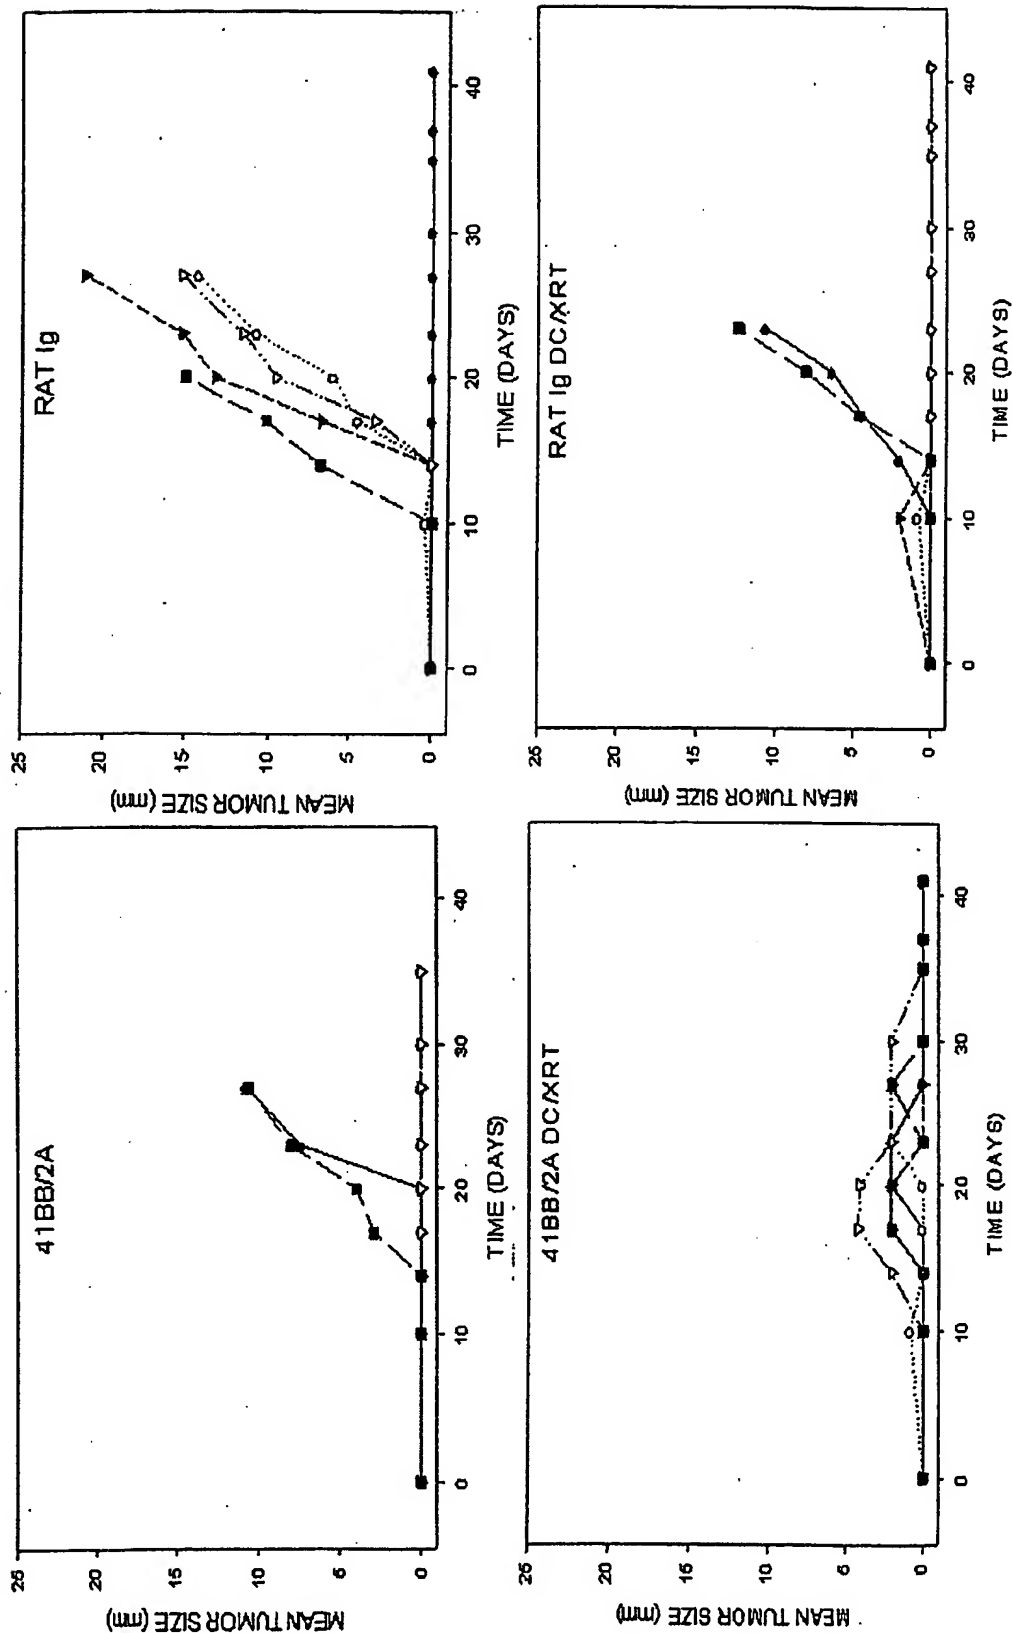 41BB/2A
MEAN TUMOR SIZE (mm)
25
20
15
10
5
0
0 10 20 30 40
TIME (DAYS)
RAT Ig
MEAN TUMOR SIZE (mm)
25
20
15
10
5
0
0 10 20 30 40
TIME (DAYS)
41BB/2A DC/XRT
MEAN TUMOR SIZE (mm)
25
20
15
10
5
0
0 10 20 30 40
TIME (DAYS)
RAT Ig DC/XRT
MEAN TUMOR SIZE (mm)
25
20
15
10
5
0
0 10 20 30 40
TIME (DAYS)